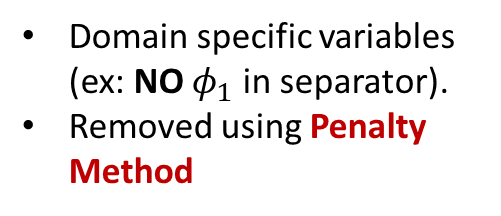 • Domain specific variables
(ex: NO ϕ₁ in separator).
• Removed using Penalty
Method